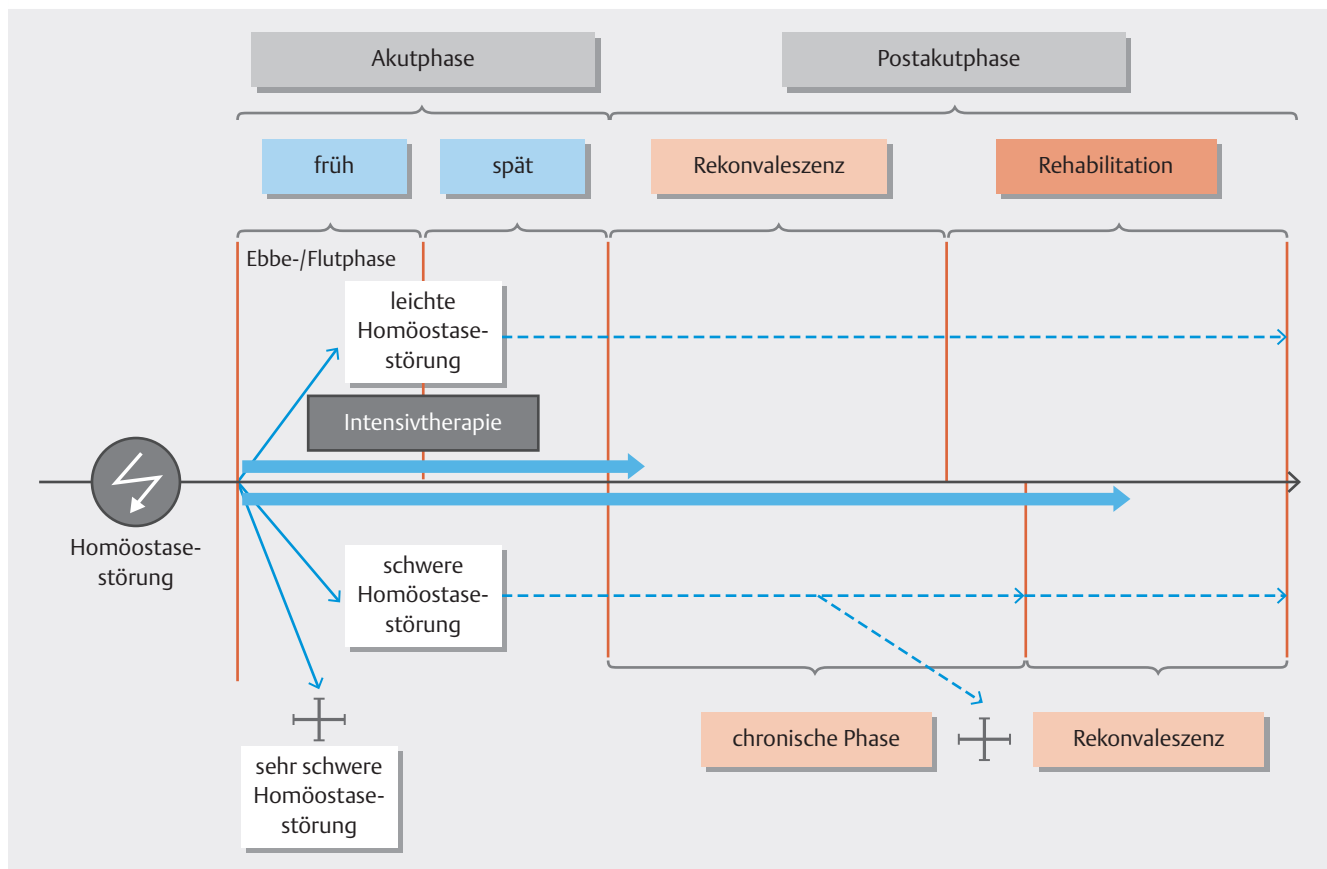 Akutphase
Postakutphase
früh
spät
Rekonvaleszenz
Rehabilitation
Ebbe-/Flutphase
leichte
Homöostase-
störung
Intensivtherapie
Homöostase-
störung
schwere
Homöostase-
störung
chronische Phase
Rekonvaleszenz
sehr schwere
Homöostase-
störung